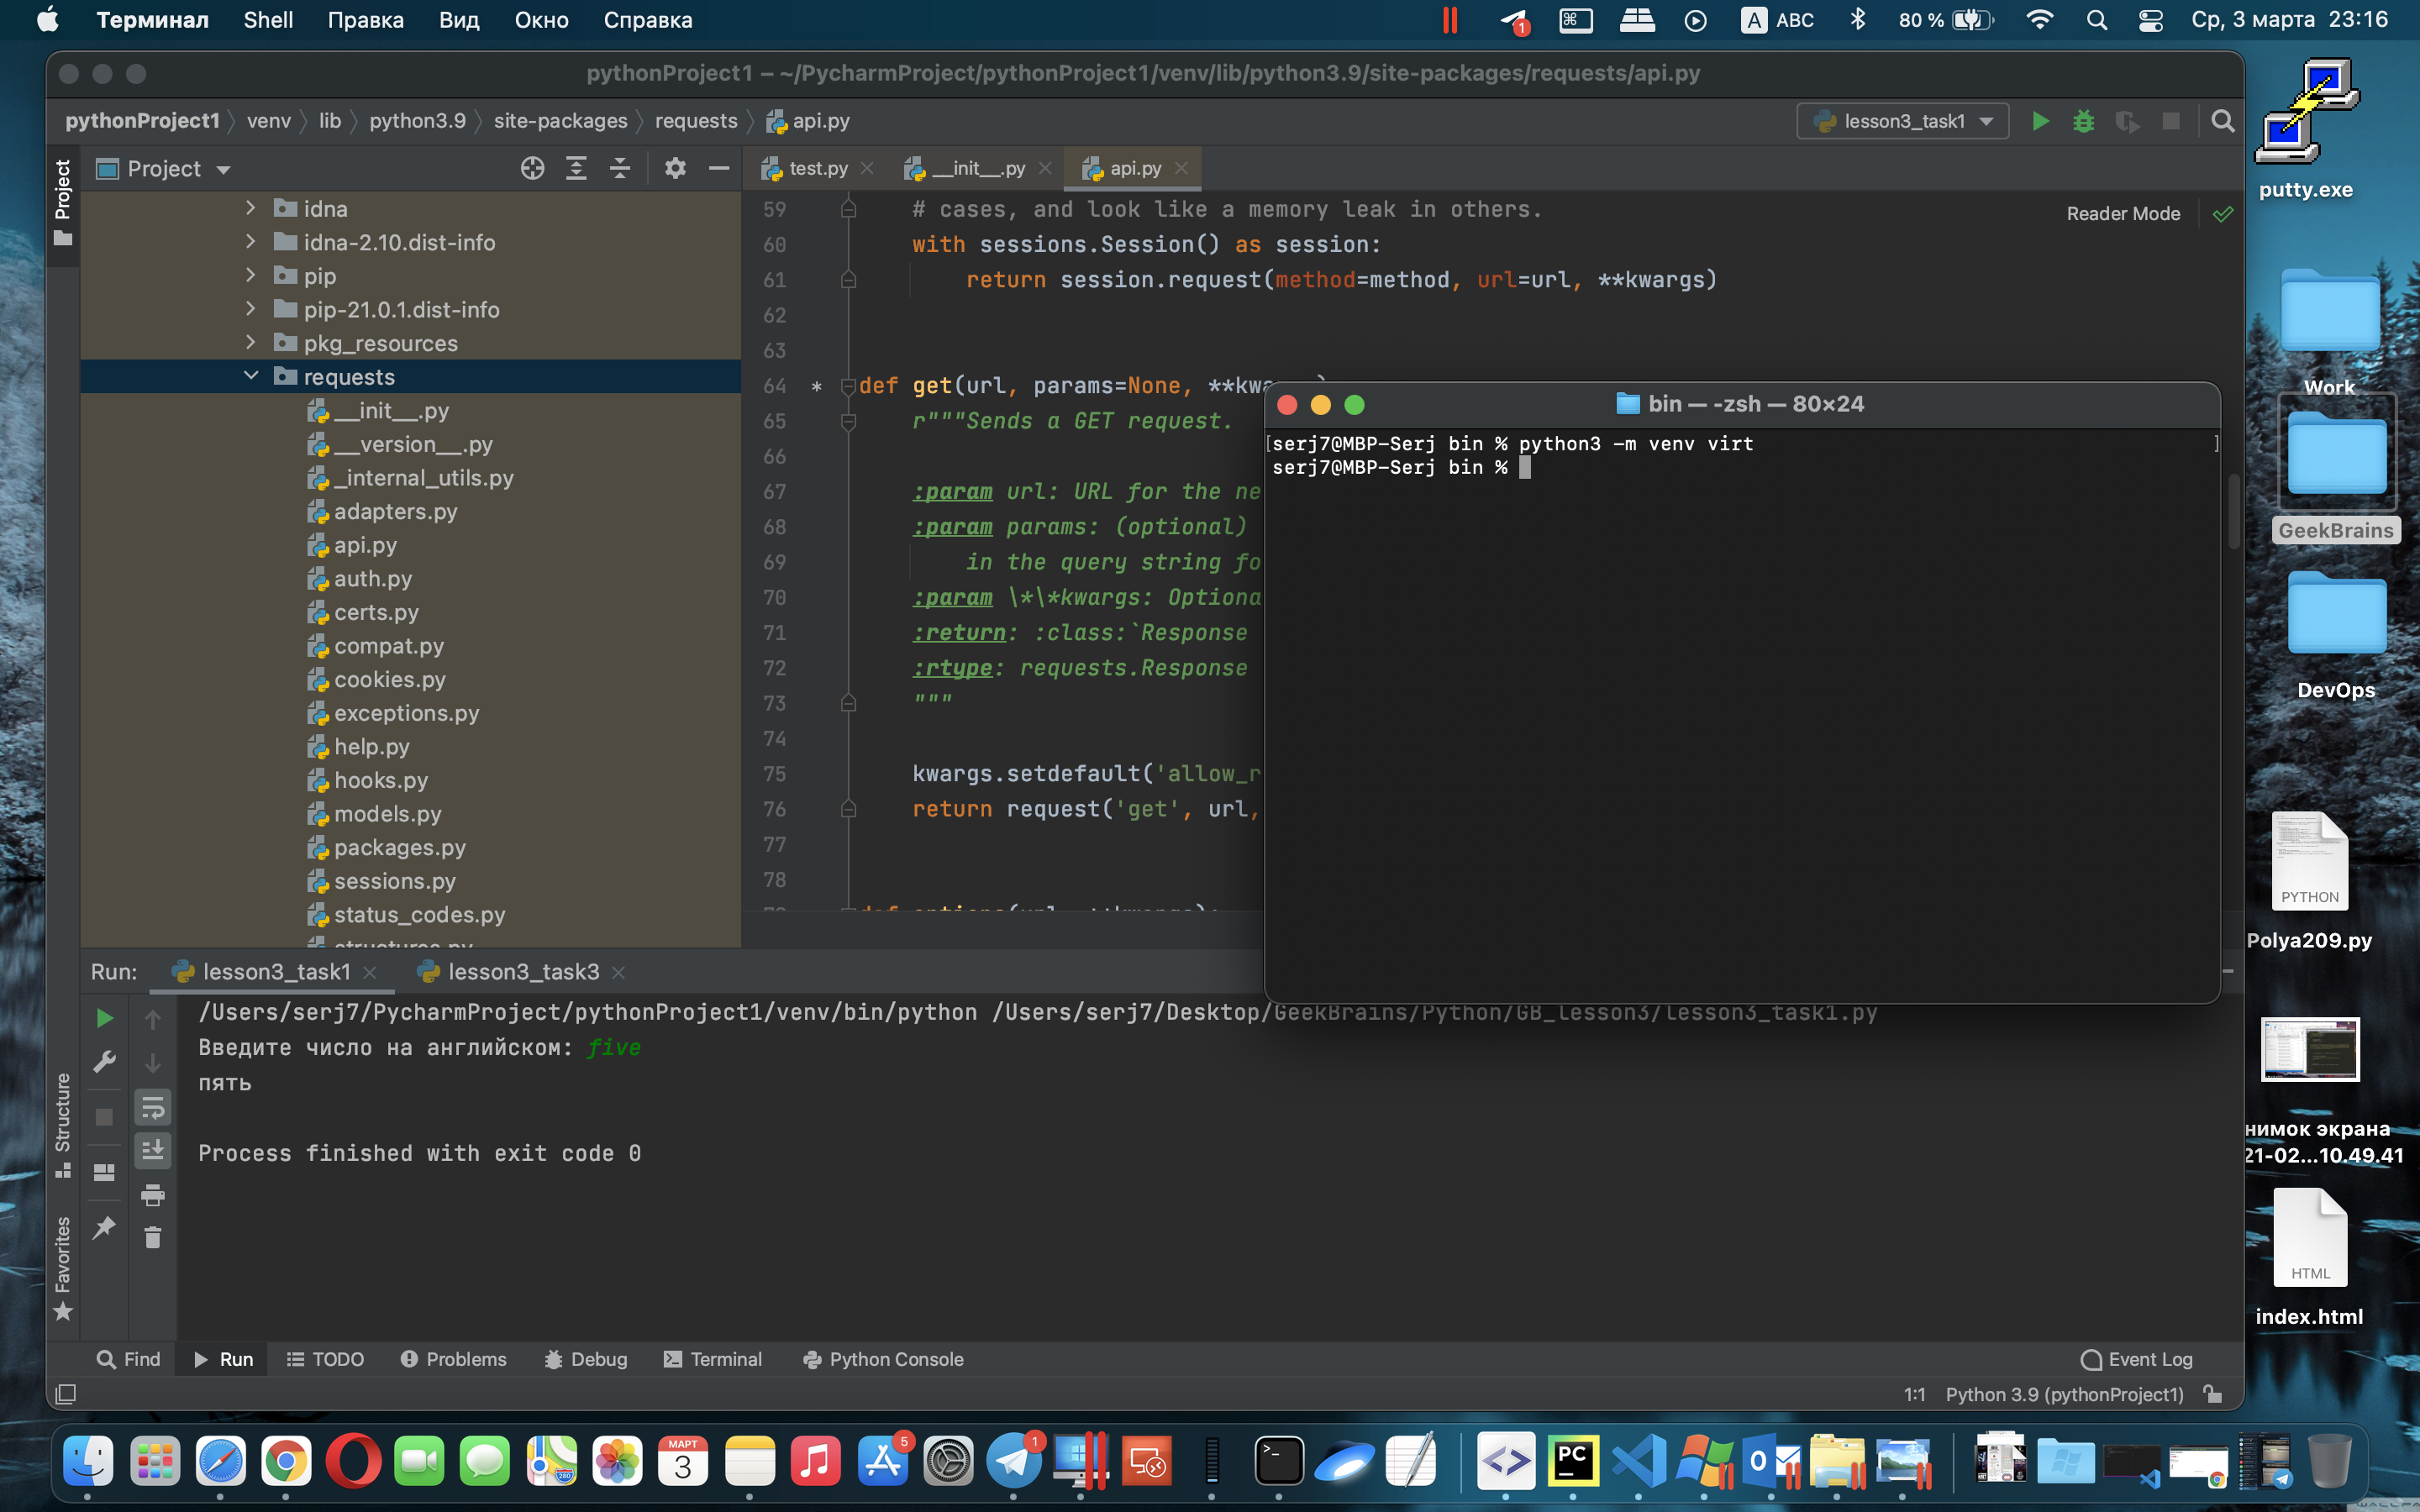 Терминал Shell Правка Вид Окно Справка
1 A ABC 80 % Ср, 3 марта 23:16
pythonProject1 – ~/PycharmProject/pythonProject1/venv/lib/python3.9/site-packages/requests/api.py
pythonProject1 venv lib python3.9 site-packages requests api.py
lesson3_task1
Project
Project
test.py __init__.py api.py
Reader Mode
idna
idna-2.10.dist-info
pip
pip-21.0.1.dist-info
pkg_resources
requests
__init__.py
__version__.py
_internal_utils.py
adapters.py
api.py
auth.py
certs.py
compat.py
cookies.py
exceptions.py
help.py
hooks.py
models.py
packages.py
sessions.py
status_codes.py
structures.py
59 # cases, and look like a memory leak in others.
60 with sessions.Session() as session:
61 return session.request(method=method, url=url, **kwargs)
62
63
64 * def get(url, params=None, **kw
65 r"""Sends a GET request.
66
67 :param url: URL for the ne
68 :param params: (optional)
69 in the query string fo
70 :param \*\*kwargs: Optiona
71 :return: :class:`Response
72 :rtype: requests.Response
73 """
74
75 kwargs.setdefault('allow_r
76 return request('get', url,
77
78
def options(url, **kwargs):
bin — -zsh — 80×24
[serj7@MBP-Serj bin % python3 -m venv virt ]
serj7@MBP-Serj bin %
Run: lesson3_task1 lesson3_task3
/Users/serj7/PycharmProject/pythonProject1/venv/bin/python /Users/serj7/Desktop/GeekBrains/Python/GB_Lesson3/lesson3_task1.py
Введите число на английском: five
пять
Process finished with exit code 0
Structure
Favorites
Find Run TODO Problems Debug Terminal Python Console
Event Log
1:1 Python 3.9 (pythonProject1)
putty.exe
Work
GeekBrains
DevOps
PYTHON
Polya209.py
нимок экрана
21-02...10.49.41
HTML
index.html
МАРТ
3
280
5
1
>_
PC
O